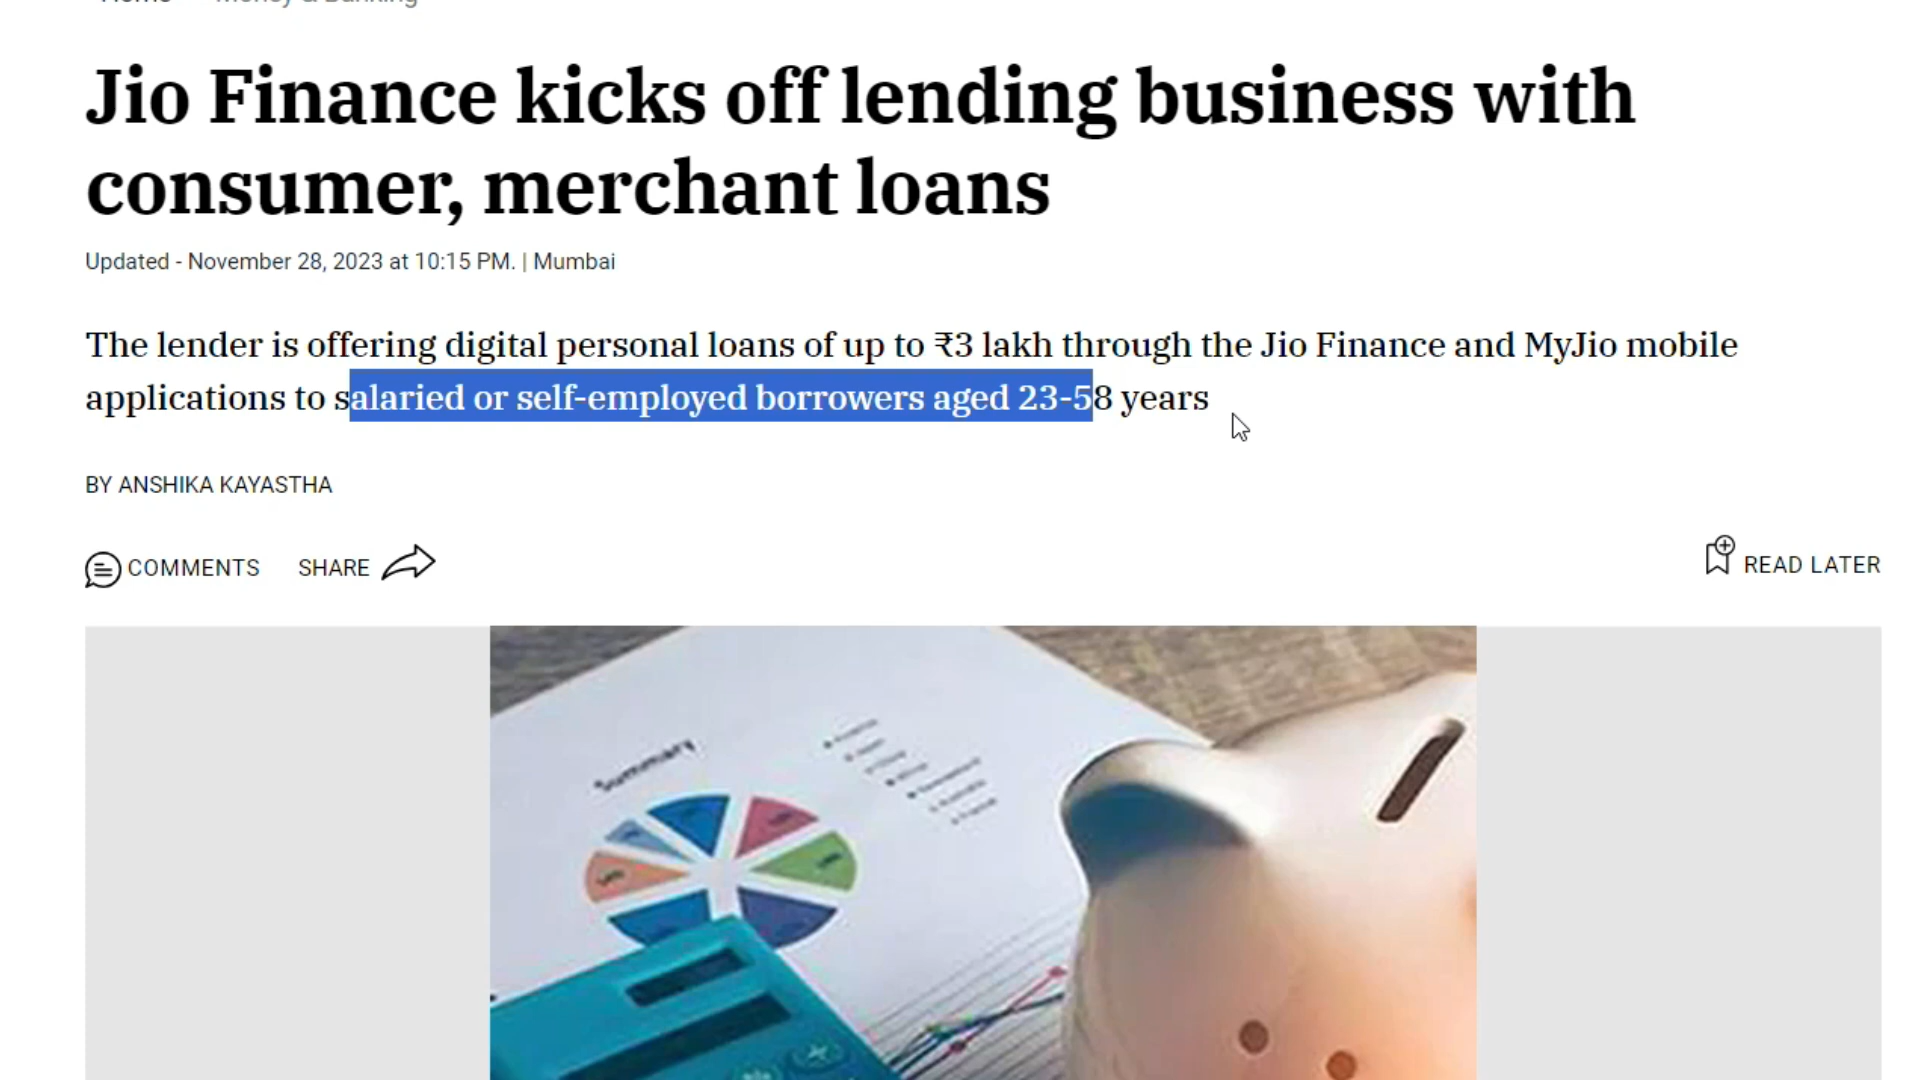 Jio Finance kicks off lending business with
consumer, merchant loans
Updated - November 28, 2023 at 10:15 PM. | Mumbai
The lender is offering digital personal loans of up to ₹3 lakh through the Jio Finance and MyJio mobile
applications to salaried or self-employed borrowers aged 23-58 years
BY ANSHIKA KAYASTHA
COMMENTS SHARE READ LATER
Summary